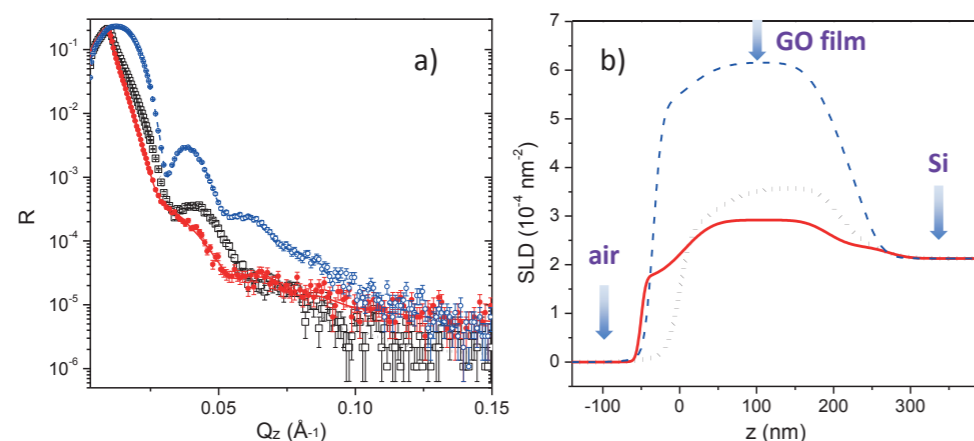 a)
10⁻¹
10⁻²
10⁻³
10⁻⁴
10⁻⁵
10⁻⁶
R
0.05 0.10 0.15
Qz (Å-1)
b)
7
6
5
4
3
2
1
0
SLD (10⁻⁴ nm⁻²)
GO film
Si
air
-100 0 100 200 300 400
z (nm)